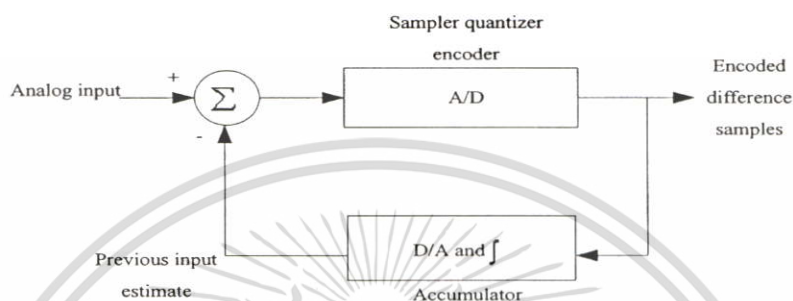 Sampler quantizer
encoder
Analog input
+
Σ
A/D
Encoded
difference
samples
-
Previous input
estimate
D/A and ∫
Accumulator